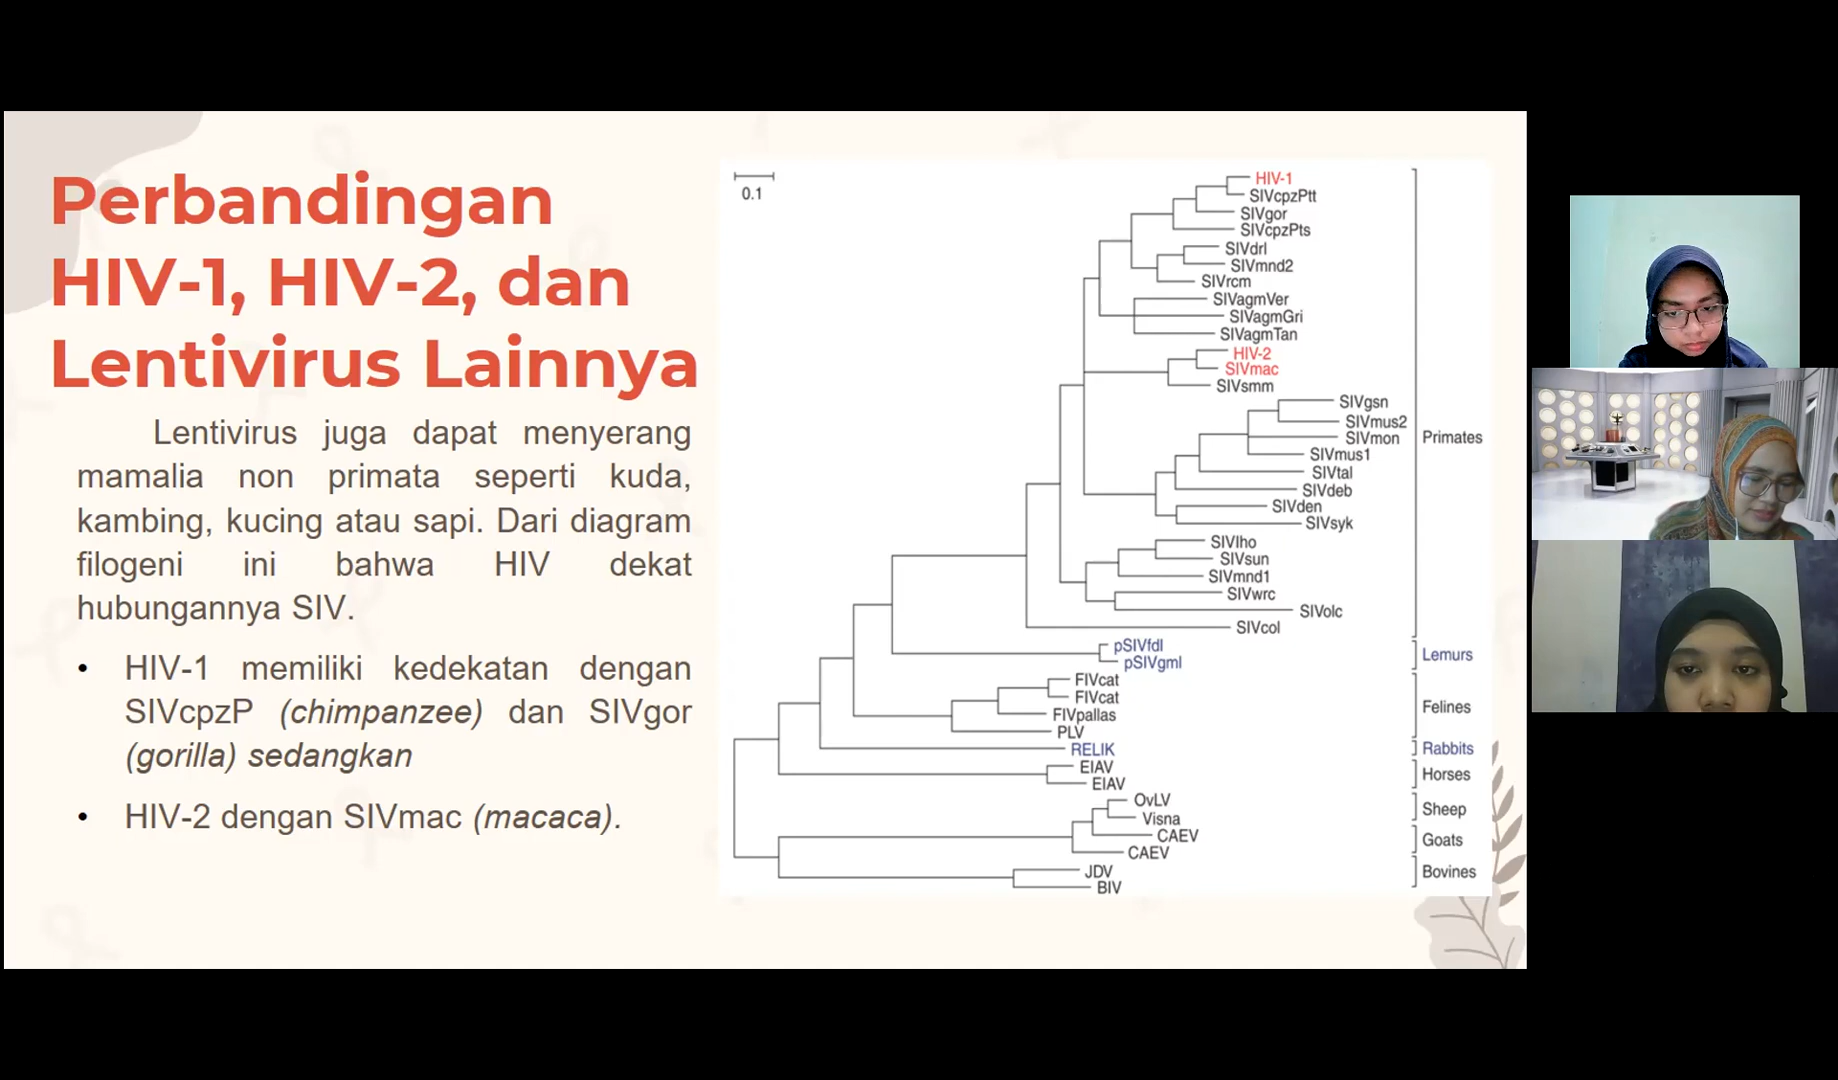 Perbandingan
HIV-1, HIV-2, dan
Lentivirus Lainnya
Lentivirus juga dapat menyerang
mamalia non primata seperti kuda,
kambing, kucing atau sapi. Dari diagram
filogeni ini bahwa HIV dekat
hubungannya SIV.
• HIV-1 memiliki kedekatan dengan
SIVcpzP (chimpanzee) dan SIVgor
(gorilla) sedangkan
• HIV-2 dengan SIVmac (macaca).
0.1
HIV-1
SIVcpzPtt
SIVgor
SIVcpzPts
SIVdrl
SIVmnd2
SIVrcm
SIVagmVer
SIVagmGri
SIVagmTan
HIV-2
SIVmac
SIVsmm
SIVgsn
SIVmus2
SIVmon
SIVmus1
SIVtal
SIVdeb
SIVden
SIVsyk
SIVlho
SIVsun
SIVmnd1
SIVwrc
SIVolc
SIVcol
pSIVfdl
pSIVgml
FIVcat
FIVcat
FIVpallas
PLV
RELIK
EIAV
EIAV
OvLV
Visna
CAEV
CAEV
JDV
BIV
Primates
Lemurs
Felines
Rabbits
Horses
Sheep
Goats
Bovines